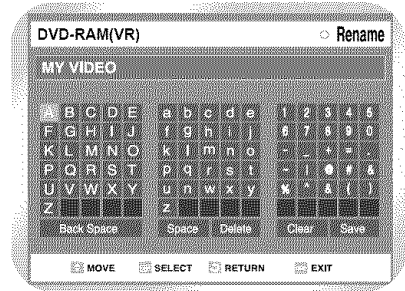 DVD-RAM(VR) Rename
MY VIDEO
A B C D E a b c d e 1 2 3 4 5
F G H I J f g h i j 6 7 8 9 0
K L M N O k l m n o - _ + = .
P Q R S T p q r s t ~ | # &
U V W X Y u v w x y % ^ & ( )
Z z
Back Space Space Delete Clear Save
MOVE SELECT RETURN EXIT